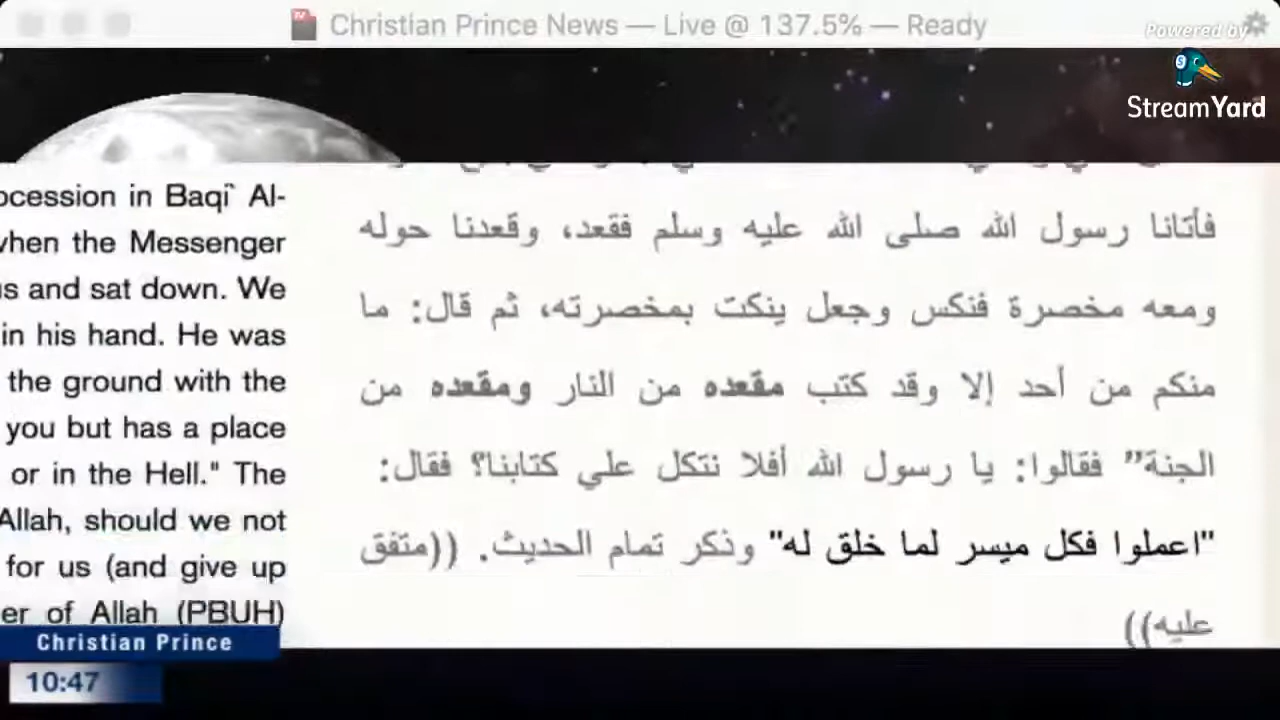 Christian Prince News — Live @ 137.5% — Ready
Powered by
StreamYard
ocession in Baqi` Al-
when the Messenger
us and sat down. We
in his hand. He was
the ground with the
you but has a place
or in the Hell." The
Allah, should we not
for us (and give up
er of Allah (PBUH)
فأتانا رسول الله صلى الله عليه وسلم فقعد، وقعدنا حوله
ومعه مخصرة فنكس وجعل ينكت بمخصرته، ثم قال: ما
منكم من أحد إلا وقد كتب مقعده من النار ومقعده من
الجنة” فقالوا: يا رسول الله أفلا نتكل علي كتابنا؟ فقال:
"اعملوا فكل ميسر لما خلق له" وذكر تمام الحديث. ((متفق
عليه))
Christian Prince
10:47